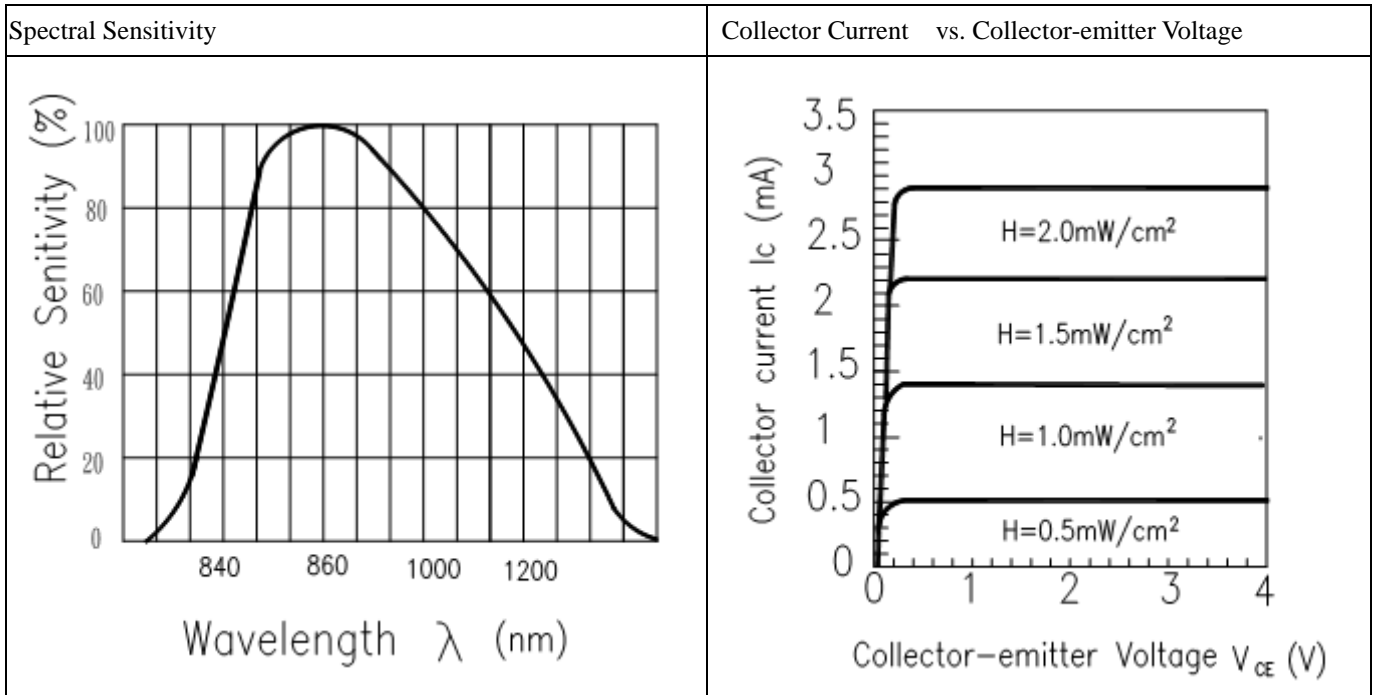 Spectral Sensitivity
Collector Current vs. Collector-emitter Voltage
Relative Senitivity (%)
100
80
60
40
20
0
840 860 1000 1200
Wavelength λ (nm)
Collector current Ic (mA)
3.5
3
2.5
2
1.5
1
0.5
0
H=2.0mW/cm²
H=1.5mW/cm²
H=1.0mW/cm²
H=0.5mW/cm²
0 1 2 3 4
Collector-emitter Voltage VCE (V)